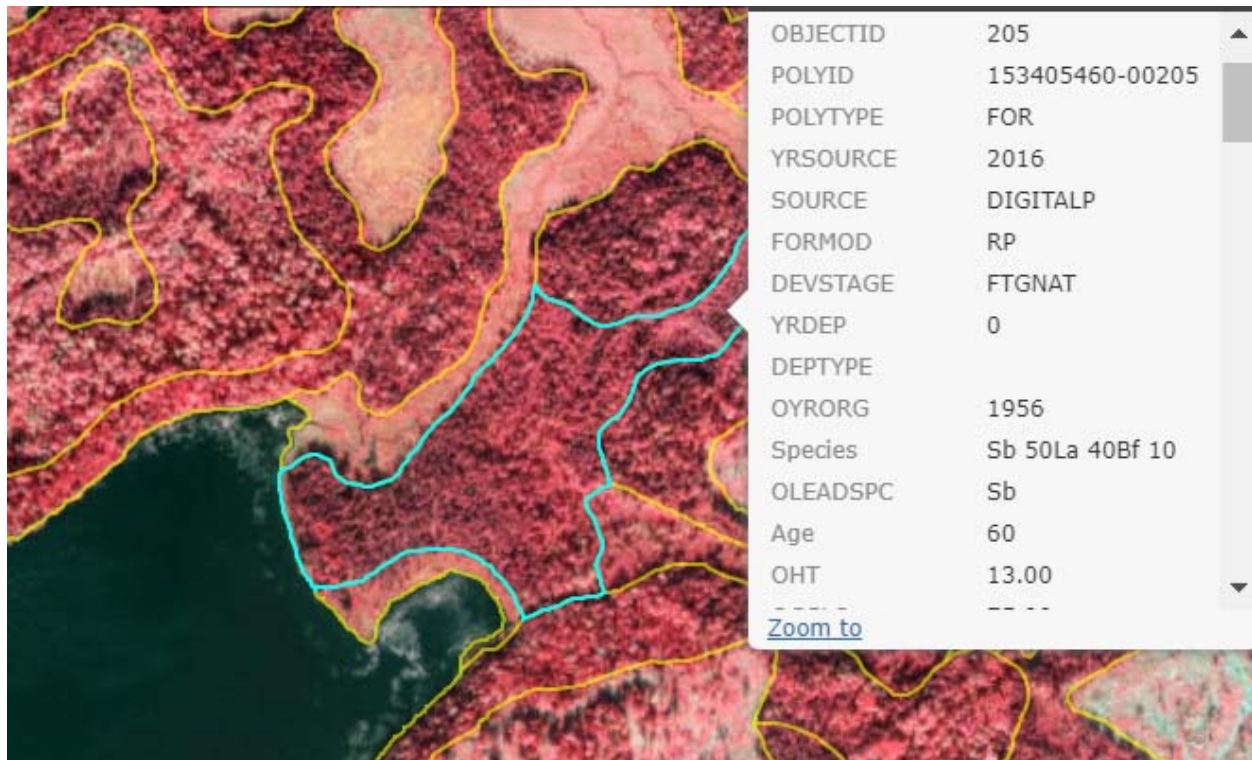 OBJECTID 205
POLYID 153405460-00205
POLYTYPE FOR
YRSOURCE 2016
SOURCE DIGITALP
FORMOD RP
DEVSTAGE FTGNAT
YRDEP 0
DEPTYPE
OYRORG 1956
Species Sb 50La 40Bf 10
OLEADSPC Sb
Age 60
OHT 13.00
Zoom to